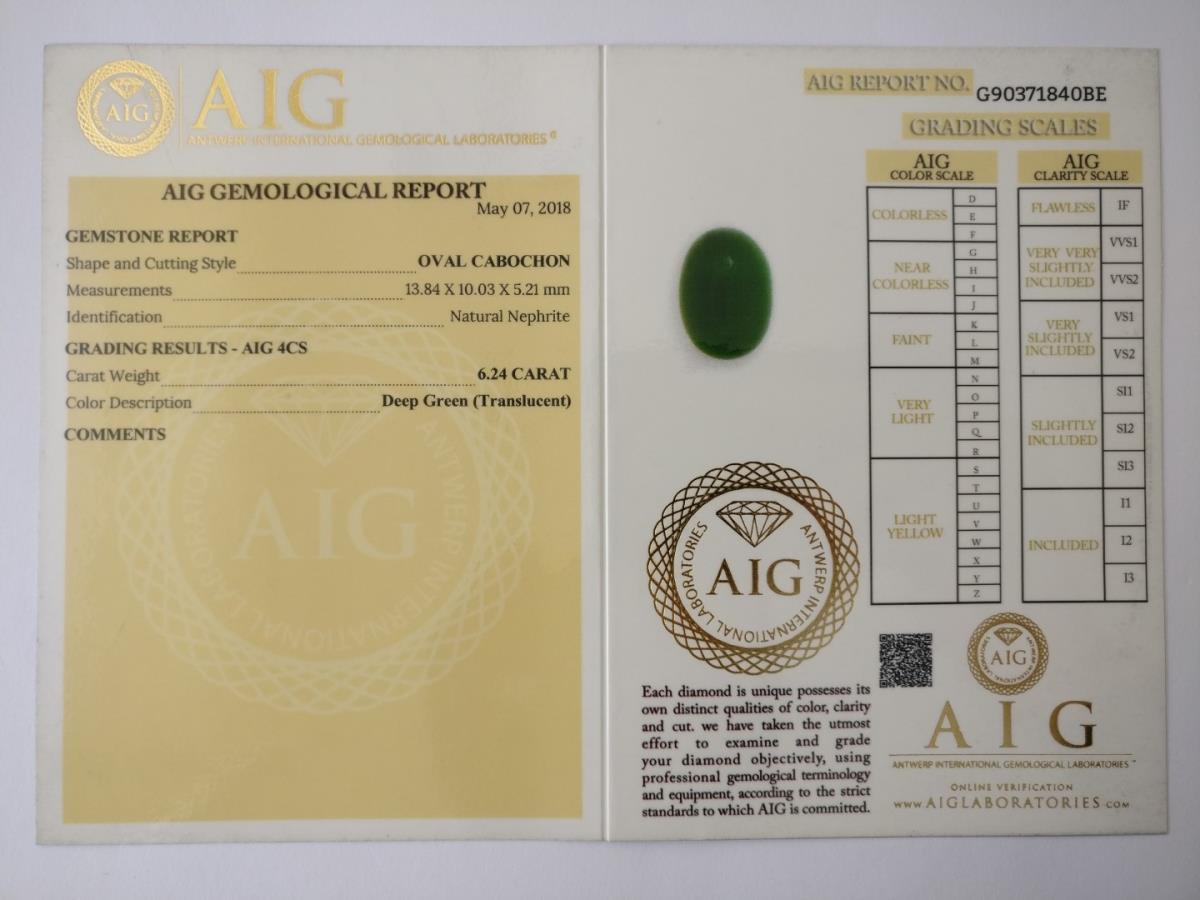 AIG
AIG
ANTWERP INTERNATIONAL GEMOLOGICAL LABORATORIES
AIG GEMOLOGICAL REPORT
May 07, 2018
GEMSTONE REPORT
Shape and Cutting Style OVAL CABOCHON
Measurements 13.84 X 10.03 X 5.21 mm
Identification Natural Nephrite
GRADING RESULTS - AIG 4CS
Carat Weight 6.24 CARAT
Color Description Deep Green (Translucent)
COMMENTS
ANTWERP INTERNATIONAL LABORATORIES
AIG
AIG REPORT NO. G90371840BE
GRADING SCALES
AIG
COLOR SCALE
COLORLESS
D
E
F
NEAR
COLORLESS
G
H
I
J
FAINT
K
L
M
VERY
LIGHT
N
O
P
Q
R
LIGHT
YELLOW
S
T
U
V
W
X
Y
Z
AIG
CLARITY SCALE
FLAWLESS
IF
VERY VERY
SLIGHTLY
INCLUDED
VVS1
VVS2
VERY
SLIGHTLY
INCLUDED
VS1
VS2
SLIGHTLY
INCLUDED
SI1
SI2
SI3
INCLUDED
I1
I2
I3
ANTWERP INTERNATIONAL LABORATORIES
AIG
Each diamond is unique possesses its
own distinct qualities of color, clarity
and cut. we have taken the utmost
effort to examine and grade
your diamond objectively, using
professional gemological terminology
and equipment, according to the strict
standards to which AIG is committed.
AIG
AIG
ANTWERP INTERNATIONAL GEMOLOGICAL LABORATORIES™
ONLINE VERIFICATION
WWW.AIGLABORATORIES.COM